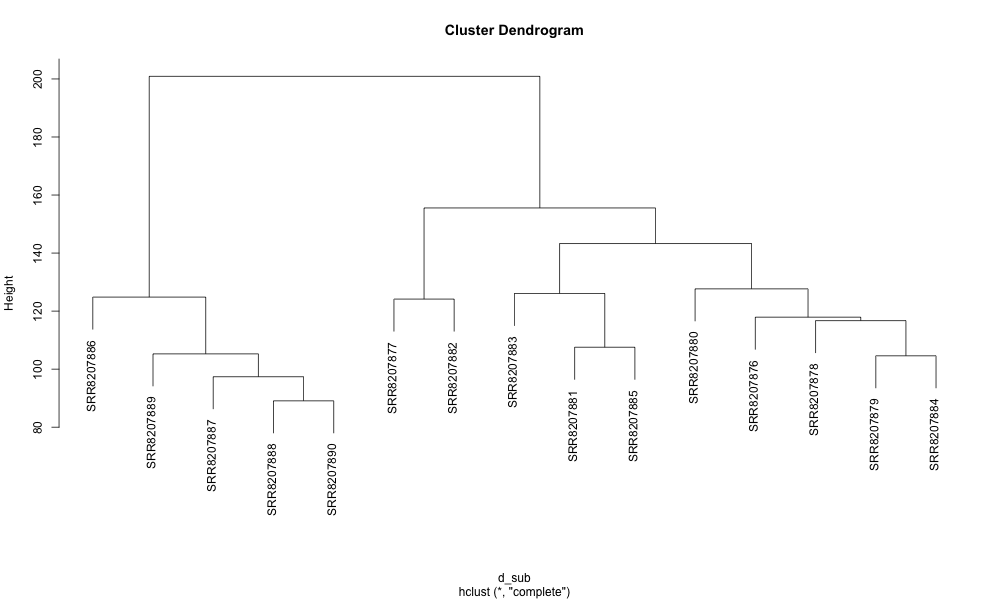 Cluster Dendrogram
Height
200
180
160
140
120
100
80
SRR8207886
SRR8207889
SRR8207887
SRR8207888
SRR8207890
SRR8207877
SRR8207882
SRR8207883
SRR8207881
SRR8207885
SRR8207880
SRR8207876
SRR8207878
SRR8207879
SRR8207884
d_sub
hclust (*, "complete")